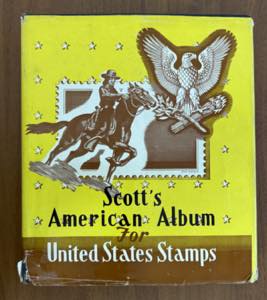 Scott's
American Album
For
United States Stamps